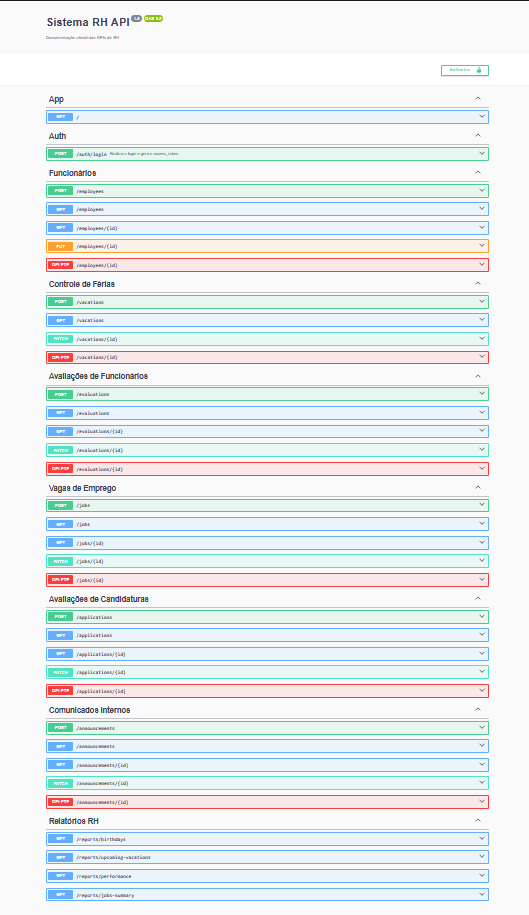 Sistema RH API 1.0 OAS 3.0
Documentação oficial das APIs do RH
Authorize
App
GET /
Auth
POST /auth/login Realiza o login e gera o access_token
Funcionários
POST /employees
GET /employees
GET /employees/{id}
PUT /employees/{id}
DELETE /employees/{id}
Controle de Férias
POST /vacations
GET /vacations
PATCH /vacations/{id}
DELETE /vacations/{id}
Avaliações de Funcionários
POST /evaluations
GET /evaluations
GET /evaluations/{id}
PATCH /evaluations/{id}
DELETE /evaluations/{id}
Vagas de Emprego
POST /jobs
GET /jobs
GET /jobs/{id}
PATCH /jobs/{id}
DELETE /jobs/{id}
Avaliações de Candidaturas
POST /applications
GET /applications
GET /applications/{id}
PATCH /applications/{id}
DELETE /applications/{id}
Comunicados Internos
POST /announcements
GET /announcements
GET /announcements/{id}
PATCH /announcements/{id}
DELETE /announcements/{id}
Relatórios RH
GET /reports/birthdays
GET /reports/upcoming-vacations
GET /reports/performance
GET /reports/jobs-summary